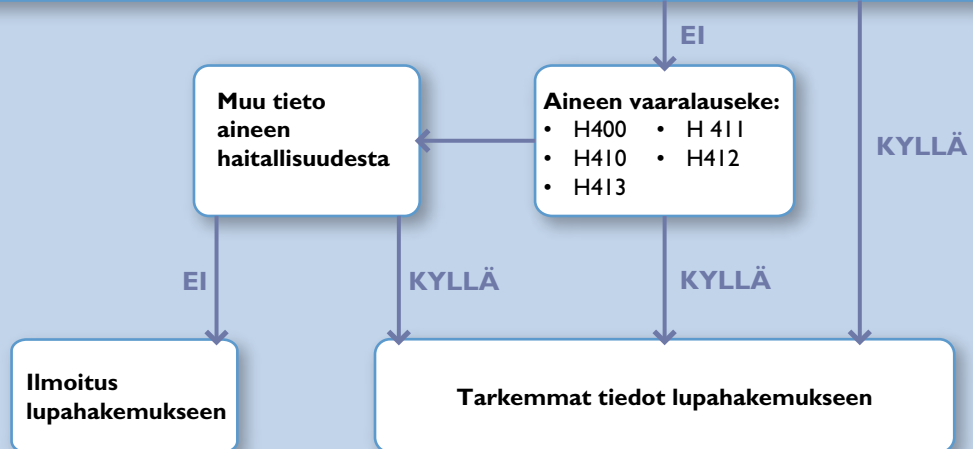 EI
KYLLÄ
Muu tieto
aineen
haitallisuudesta
Aineen vaaralauseke:
• H400 • H 411
• H410 • H412
• H413
EI
KYLLÄ
KYLLÄ
Ilmoitus
lupahakemukseen
Tarkemmat tiedot lupahakemukseen